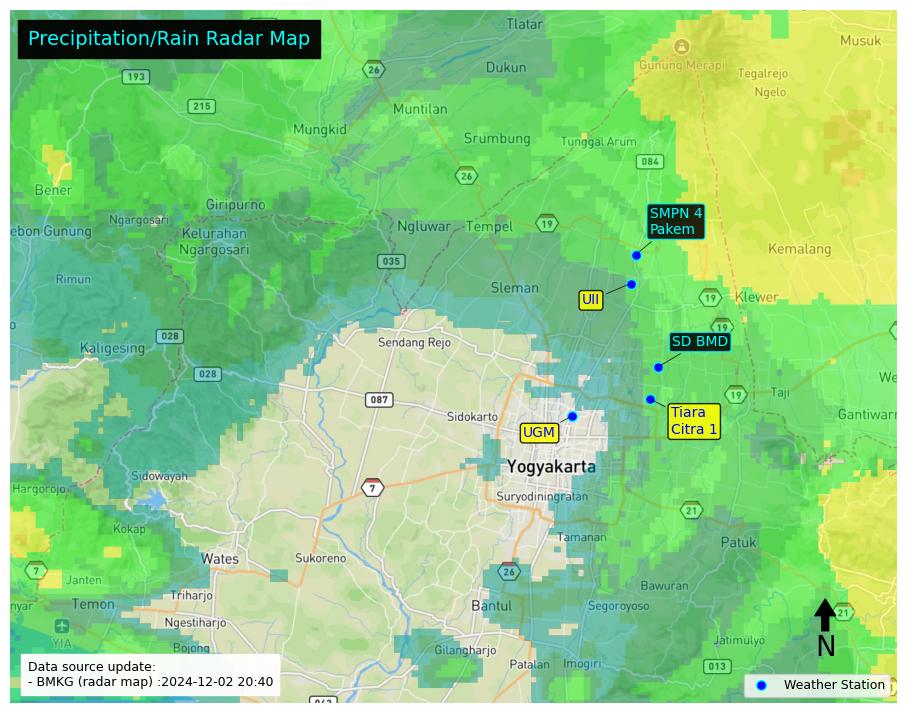 Precipitation/Rain Radar Map
Tlatar
Musuk
26
Gunung Merapi
193
Dukun
Tegalrejo
Ngelo
215
Muntilan
Mungkid
Srumbung
Tunggal Arum
084
26
Bener
Giripurno
SMPN 4
Pakem
Ngargosari
Ngluwar
Tempel
19
ebon Gunung
Kelurahan
Ngargosari
Kemalang
035
Rimun
Sleman
UII
19
Klewer
19
028
Sendang Rejo
SD BMD
Kaligesing
028
We
087
19
Taji
Sidokarto
Tiara
Citra 1
Gantiwarn
UGM
Yogyakarta
Sidowayah
Hargorojo
7
Suryodiningratan
21
Kokap
Tamanan
Patuk
Wates
Sukoreno
7
26
Janten
Bawuran
Triharjo
nyar
Temon
Bantul
Segoroyoso
21
Ngestiharjo
YIA
N
Jatimulyo
Bojong
Gilangharjo
Patalan
Imogiri
013
Data source update:
- BMKG (radar map) :2024-12-02 20:40
Weather Station